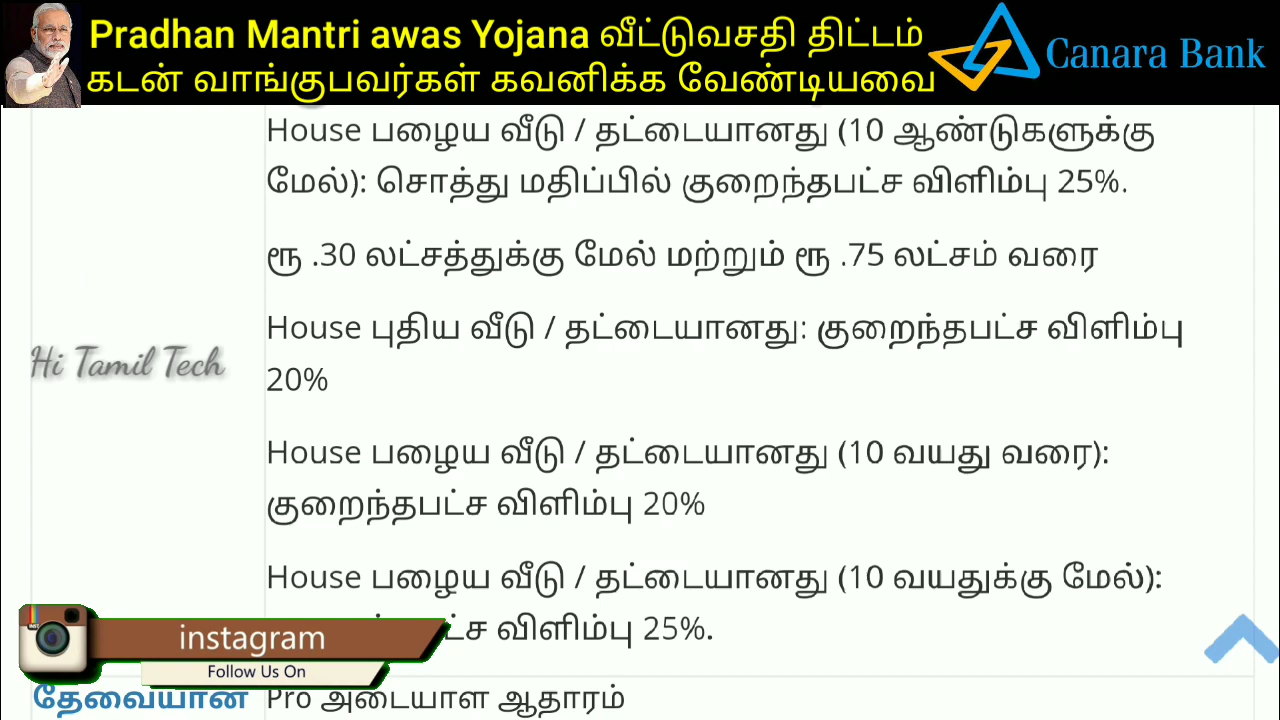 Pradhan Mantri awas Yojana வீட்டுவசதி திட்டம்
கடன் வாங்குபவர்கள் கவனிக்க வேண்டியவை
Canara Bank
House பழைய வீடு / தட்டையானது (10 ஆண்டுகளுக்கு
மேல்): சொத்து மதிப்பில் குறைந்தபட்ச விளிம்பு 25%.
ரூ .30 லட்சத்துக்கு மேல் மற்றும் ரூ .75 லட்சம் வரை
House புதிய வீடு / தட்டையானது: குறைந்தபட்ச விளிம்பு
20%
Hi Tamil Tech
House பழைய வீடு / தட்டையானது (10 வயது வரை):
குறைந்தபட்ச விளிம்பு 20%
House பழைய வீடு / தட்டையானது (10 வயதுக்கு மேல்):
விளிம்பு 25%.
instagram
Follow Us On
தேவையான
Pro அடையாள ஆதாரம்